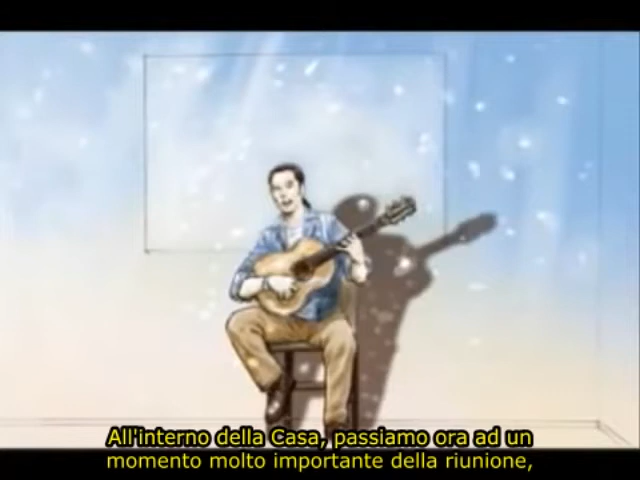 All'interno della Casa, passiamo ora ad un
momento molto importante della riunione,